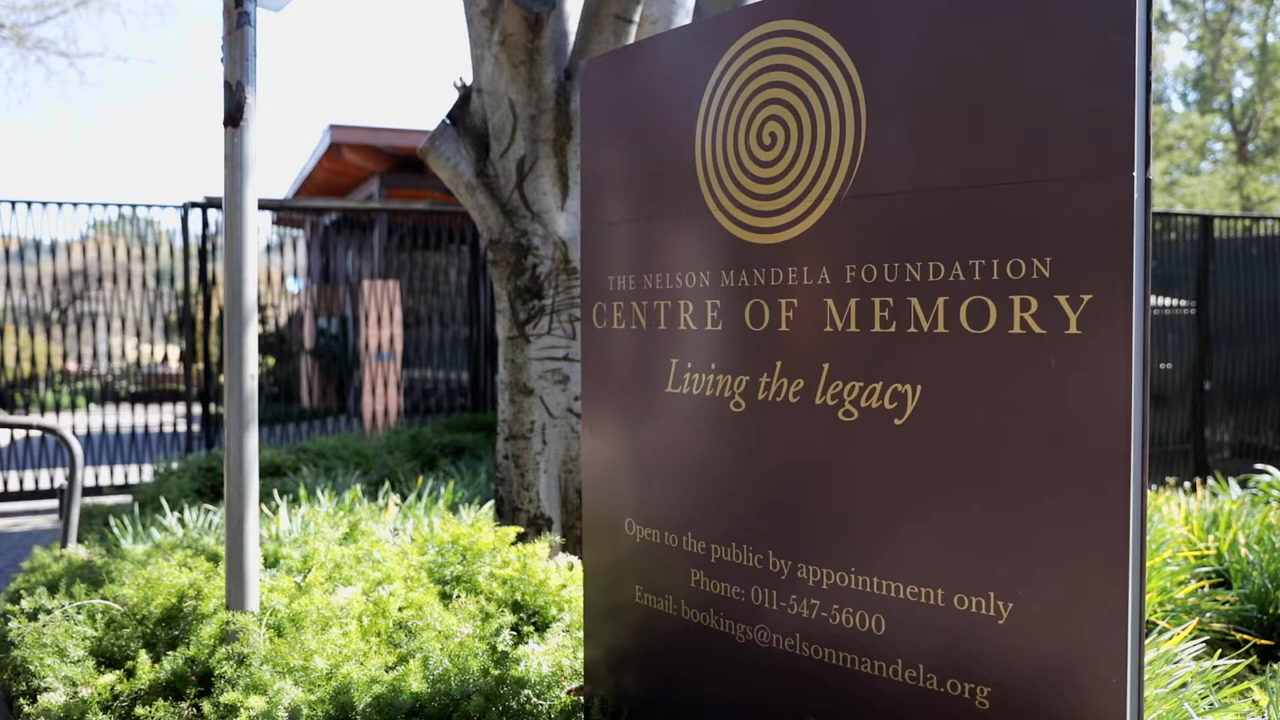 THE NELSON MANDELA FOUNDATION
CENTRE OF MEMORY
Living the legacy
Open to the public by appointment only
Phone: 011-547-5600
Email: bookings@nelsonmandela.org